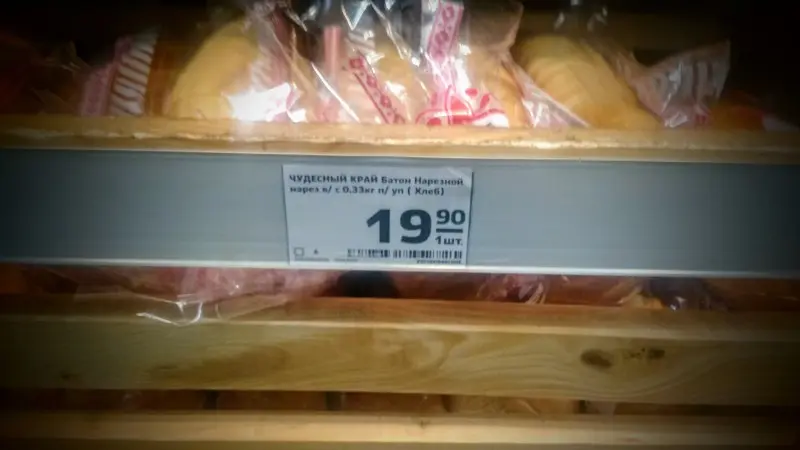 ЧУДЕСНЫЙ КРАЙ Батон Нарезной
нарез в/ с 0.33кг п/ уп ( Хлеб)
19 90
1шт.